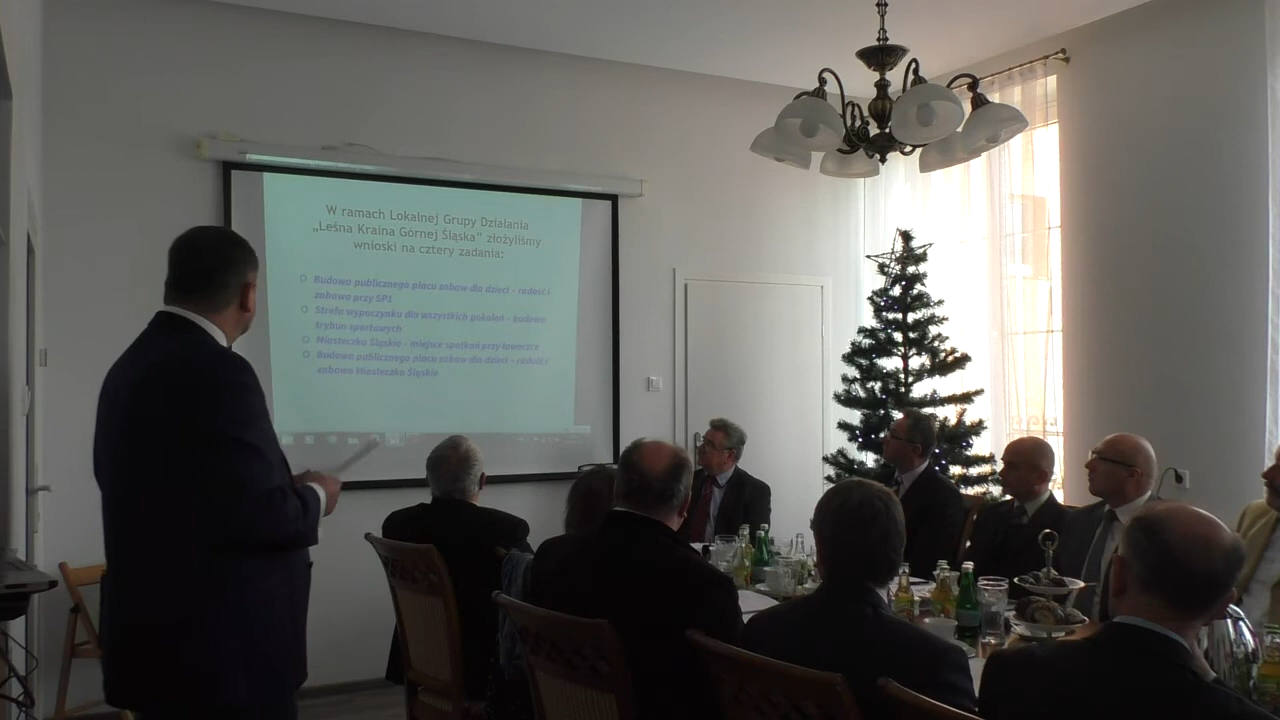 W ramach Lokalnej Grupy Działania
„Leśna Kraina Górnej Śląska" złożyliśmy
wnioski na cztery zadania:
Budowa publicznego placu zabaw dla dzieci – radość i
zabawa przy SP1
Strefa wypoczynku dla wszystkich pokoleń – budowa
trybun sportowych
Miasteczko Śląskie - miejsce spotkań przy ławeczce
Budowa publicznego placu zabaw dla dzieci – radość i
zabawa Miasteczko Śląskie